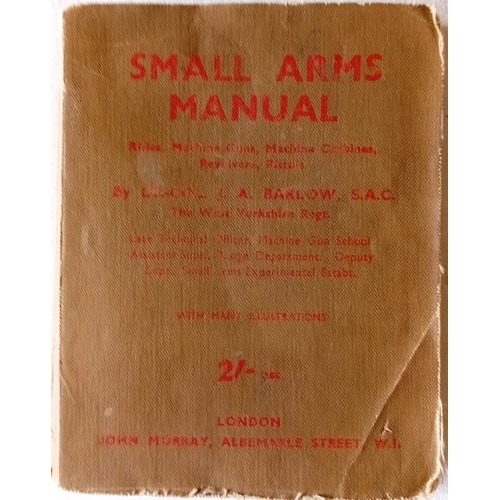 SMALL ARMS
MANUAL
Rifles, Machine Guns, Machine Carbines,
Revolvers, Pistols
By LT.-COL. J. A. BARLOW, S.A.C.
The West Yorkshire Regt.
Late Technical Officer, Machine Gun School
Assistant Supt., Design Department. Deputy
Supt., Small Arms Experimental Estabt.
WITH MANY ILLUSTRATIONS
2/-
LONDON
JOHN MURRAY, ALBEMARLE STREET, W.I.